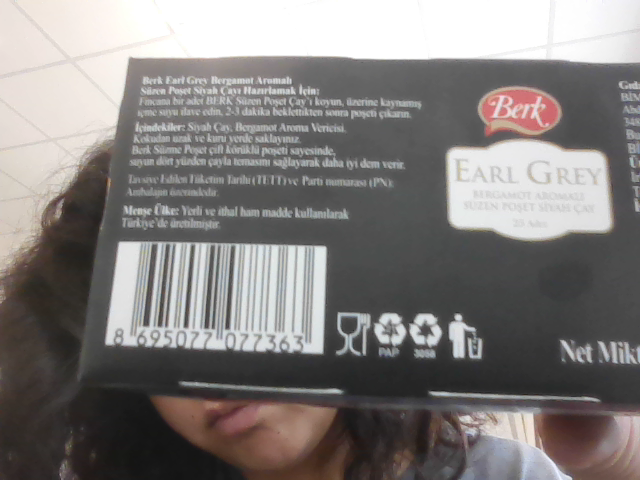 Berk Earl Grey Bergamot Aromalı
Süzen Poşet Siyah Çayı Hazırlamak İçin:
Fincana bir adet BERK Süzen Poşet Çay'ı koyun, üzerine kaynamış
içme suyu ilave edin, 2-3 dakika beklettikten sonra poşeti çıkarın.
İçindekiler: Siyah Çay, Bergamot Aroma Vericisi.
Kokudan uzak ve kuru yerde saklayınız.
Berk Süzme Poşet çift körüklü poşeti sayesinde,
suyun dört yüzden çayla temasını sağlayarak daha iyi dem verir.
Tavsiye Edilen Tüketim Tarihi (TETT) ve Parti numarası (PN):
Ambalajın üzerindedir.
Menşe Ülke: Yerli ve ithal ham madde kullanılarak
Türkiye'de üretilmiştir.
8 695077 077363
PAP
3058
Berk
EARL GREY
BERGAMOT AROMALI
SÜZEN POŞET SİYAH ÇAY
Net Mikt
Gıda
BİM